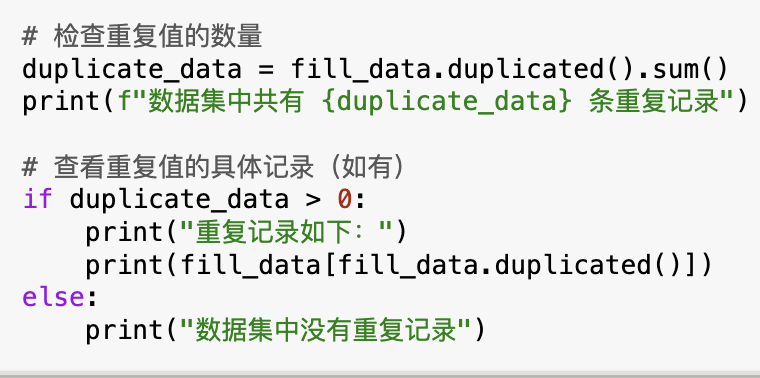 # 检查重复值的数量
duplicate_data = fill_data.duplicated().sum()
print(f"数据集中共有 {duplicate_data} 条重复记录")
# 查看重复值的具体记录（如有）
if duplicate_data > 0:
    print("重复记录如下：")
    print(fill_data[fill_data.duplicated()])
else:
    print("数据集中没有重复记录")